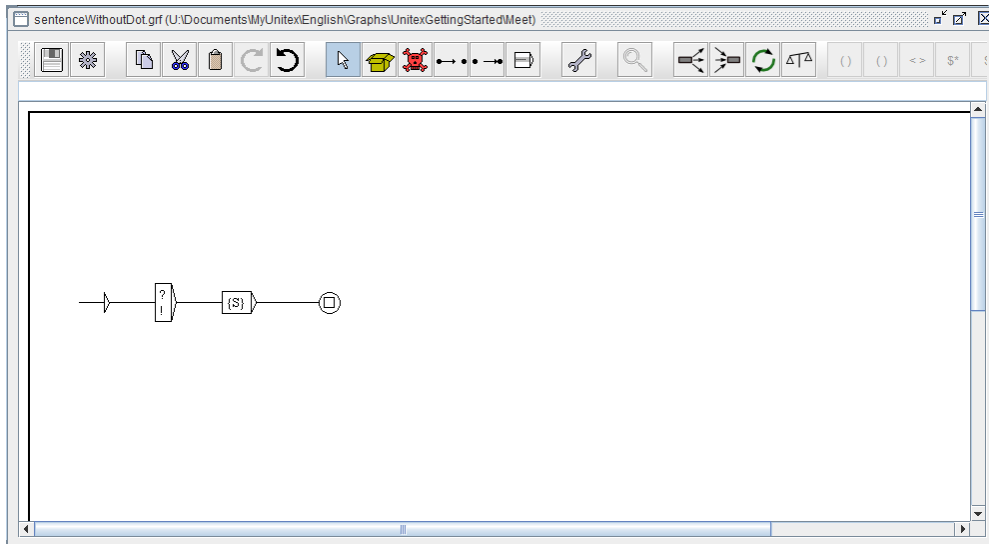 sentenceWithoutDot.grf (U:\Documents\MyUnitex\English\Graphs\UnitexGettingStarted\Meet)
() () <> $*
?
!
{S}